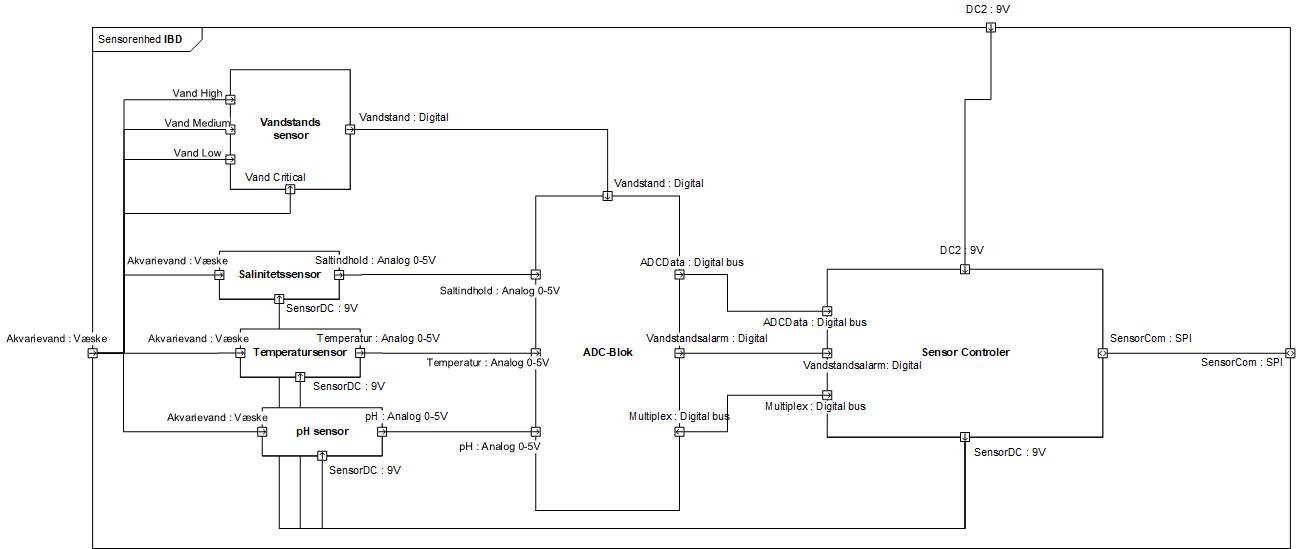 DC2 : 9V
Sensorenhed IBD
Vand High
Vand Medium
Vand Low
Vand Critical
Vandstands
sensor
Vandstand : Digital
Vandstand : Digital
Akvarievand : Væske
Salinitetssensor
Saltindhold : Analog 0-5V
Saltindhold : Analog 0-5V
SensorDC : 9V
Akvarievand : Væske
Akvarievand : Væske
Temperatursensor
Temperatur : Analog 0-5V
Temperatur : Analog 0-5V
SensorDC : 9V
Akvarievand : Væske
pH sensor
pH : Analog 0-5V
pH : Analog 0-5V
SensorDC : 9V
ADC-Blok
ADCData : Digital bus
ADCData : Digital bus
Vandstandsalarm : Digital
Vandstandsalarm: Digital
Multiplex : Digital bus
Multiplex : Digital bus
DC2 : 9V
Sensor Controler
SensorCom : SPI
SensorCom : SPI
SensorDC : 9V